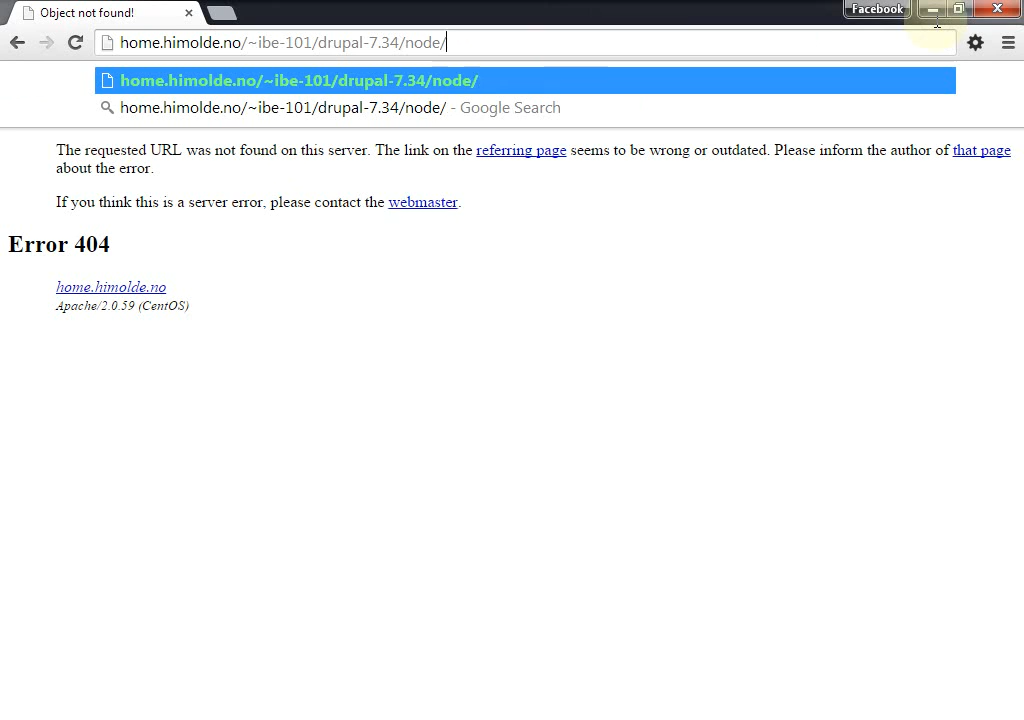 Object not found!
Facebook
home.himolde.no/~ibe-101/drupal-7.34/node/
home.himolde.no/~ibe-101/drupal-7.34/node/
home.himolde.no/~ibe-101/drupal-7.34/node/ - Google Search
The requested URL was not found on this server. The link on the referring page seems to be wrong or outdated. Please inform the author of that page
about the error.
If you think this is a server error, please contact the webmaster.
Error 404
home.himolde.no
Apache/2.0.59 (CentOS)